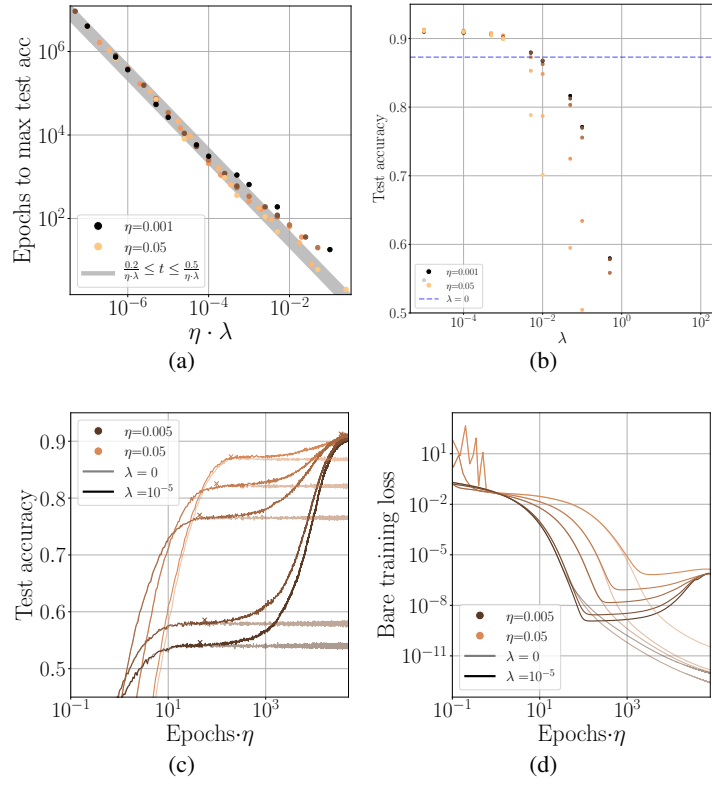 Epochs to max test acc
10^6
10^4
10^2
η=0.001
η=0.05
0.2/η·λ ≤ t ≤ 0.5/η·λ
10^−6 10^−4 10^−2
η · λ
(a)
Test accuracy
0.9
0.8
0.7
0.6
0.5
η=0.001
η=0.05
λ = 0
10^−4 10^−2 10^0 10^2
λ
(b)
Test accuracy
0.9
0.8
0.7
0.6
0.5
η=0.005
η=0.05
λ = 0
λ = 10^−5
10^−1 10^1 10^3
Epochs·η
(c)
Bare training loss
10^1
10^−2
10^−5
10^−8
10^−11
η=0.005
η=0.05
λ = 0
λ = 10^−5
10^−1 10^1 10^3
Epochs·η
(d)